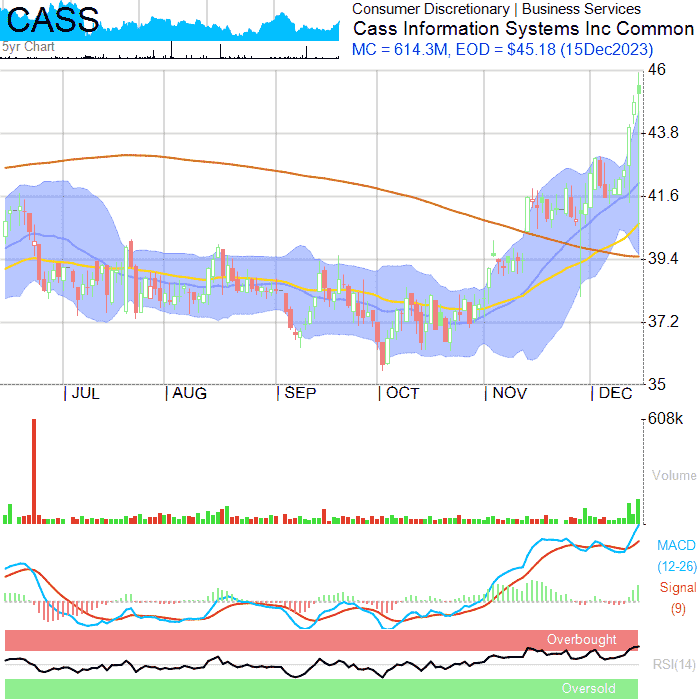 CASS
5yr Chart
Consumer Discretionary | Business Services
Cass Information Systems Inc Common
MC = 614.3M, EOD = $45.18 (15Dec2023)
46
43.8
41.6
39.4
37.2
35
JUL
AUG
SEP
OCT
NOV
DEC
608k
Volume
MACD
(12-26)
Signal
(9)
Overbought
RSI(14)
Oversold